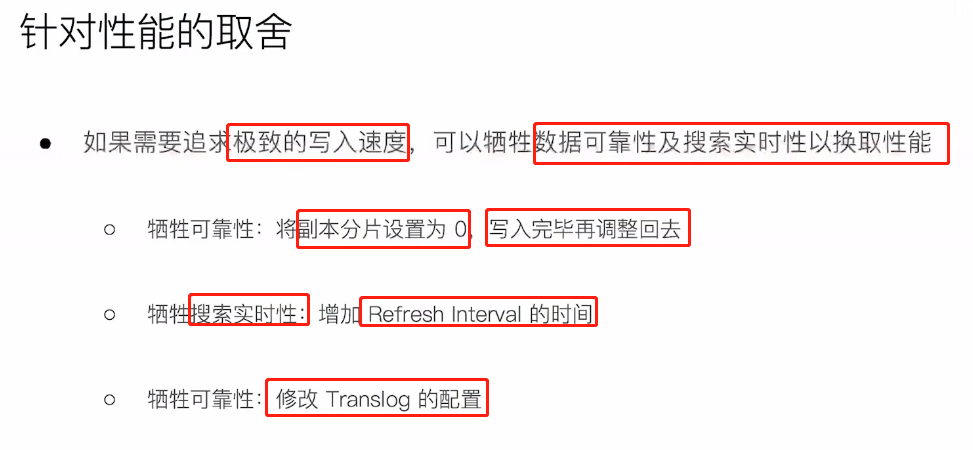 针对性能的取舍
● 如果需要追求极致的写入速度，可以牺牲数据可靠性及搜索实时性以换取性能
○ 牺牲可靠性：将副本分片设置为 0，写入完毕再调整回去
○ 牺牲搜索实时性：增加 Refresh Interval 的时间
○ 牺牲可靠性：修改 Translog 的配置